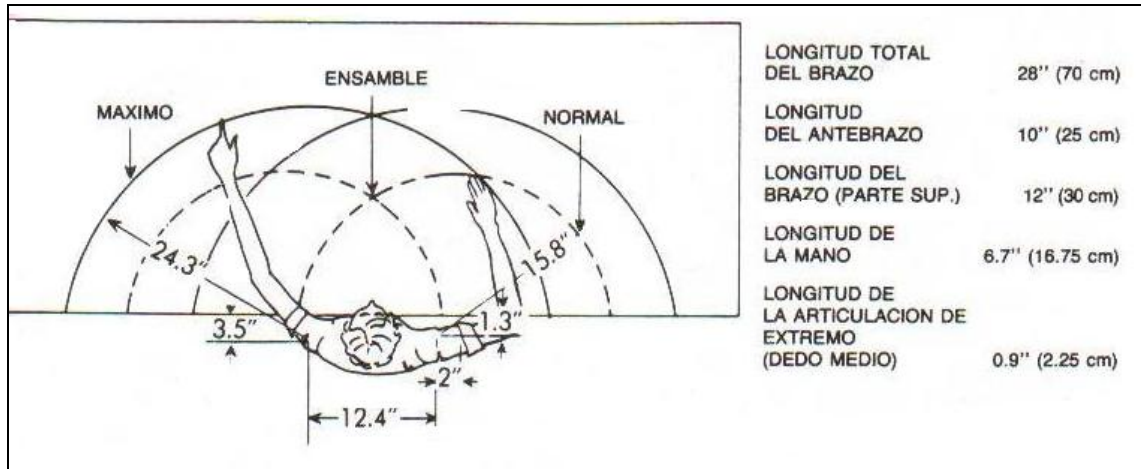 ENSAMBLE
MAXIMO
NORMAL
24.3"
15.8"
3.5"
1.3"
2"
12.4"
LONGITUD TOTAL
DEL BRAZO 28'' (70 cm)
LONGITUD
DEL ANTEBRAZO 10'' (25 cm)
LONGITUD DEL
BRAZO (PARTE SUP.) 12'' (30 cm)
LONGITUD DE
LA MANO 6.7'' (16.75 cm)
LONGITUD DE
LA ARTICULACION DE
EXTREMO
(DEDO MEDIO) 0.9'' (2.25 cm)